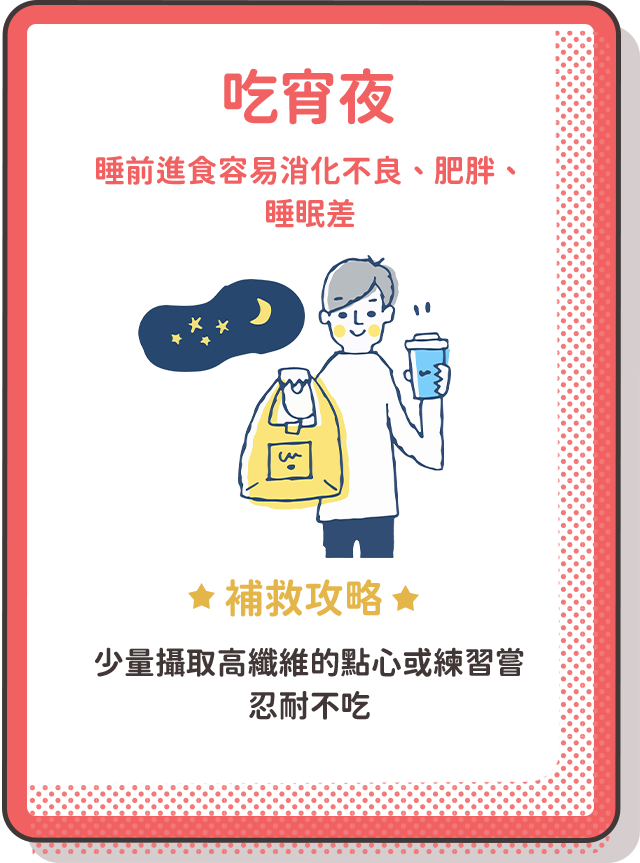 吃宵夜
睡前進食容易消化不良、肥胖、
睡眠差
補救攻略
少量攝取高纖維的點心或練習嘗
忍耐不吃